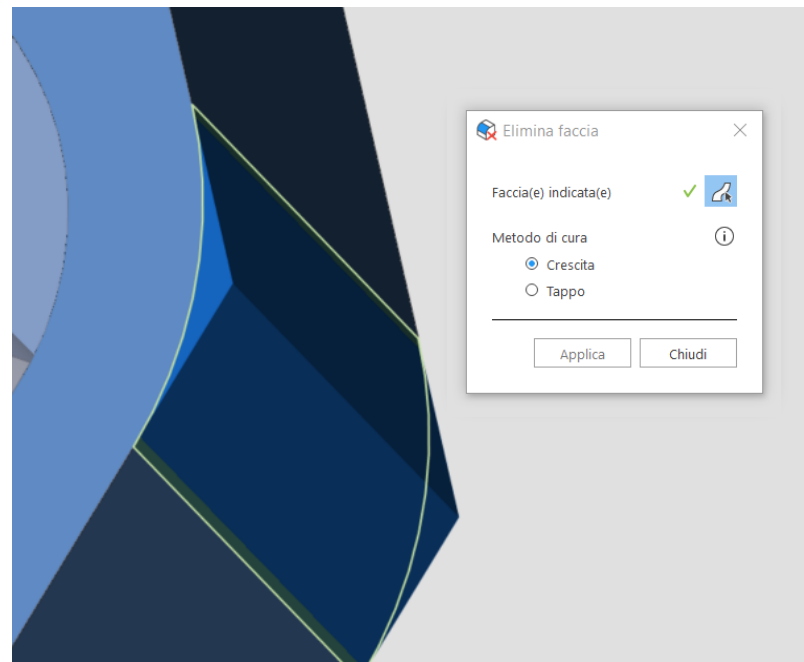 Elimina faccia
Faccia(e) indicata(e)
Metodo di cura
Crescita
Tappo
Applica Chiudi